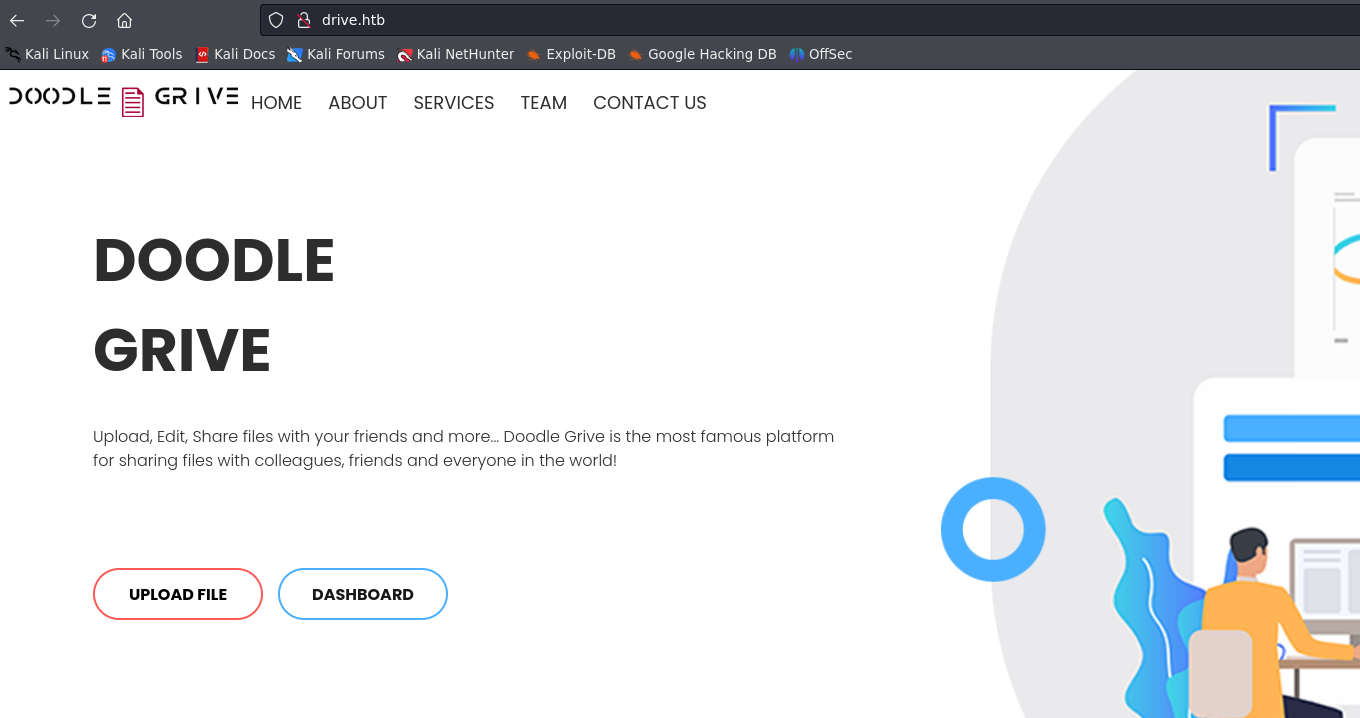 drive.htb
Kali Linux Kali Tools Kali Docs Kali Forums Kali NetHunter Exploit-DB Google Hacking DB OffSec
DOODLE GRIVE HOME ABOUT SERVICES TEAM CONTACT US
DOODLE
GRIVE
Upload, Edit, Share files with your friends and more... Doodle Grive is the most famous platform
for sharing files with colleagues, friends and everyone in the world!
UPLOAD FILE DASHBOARD